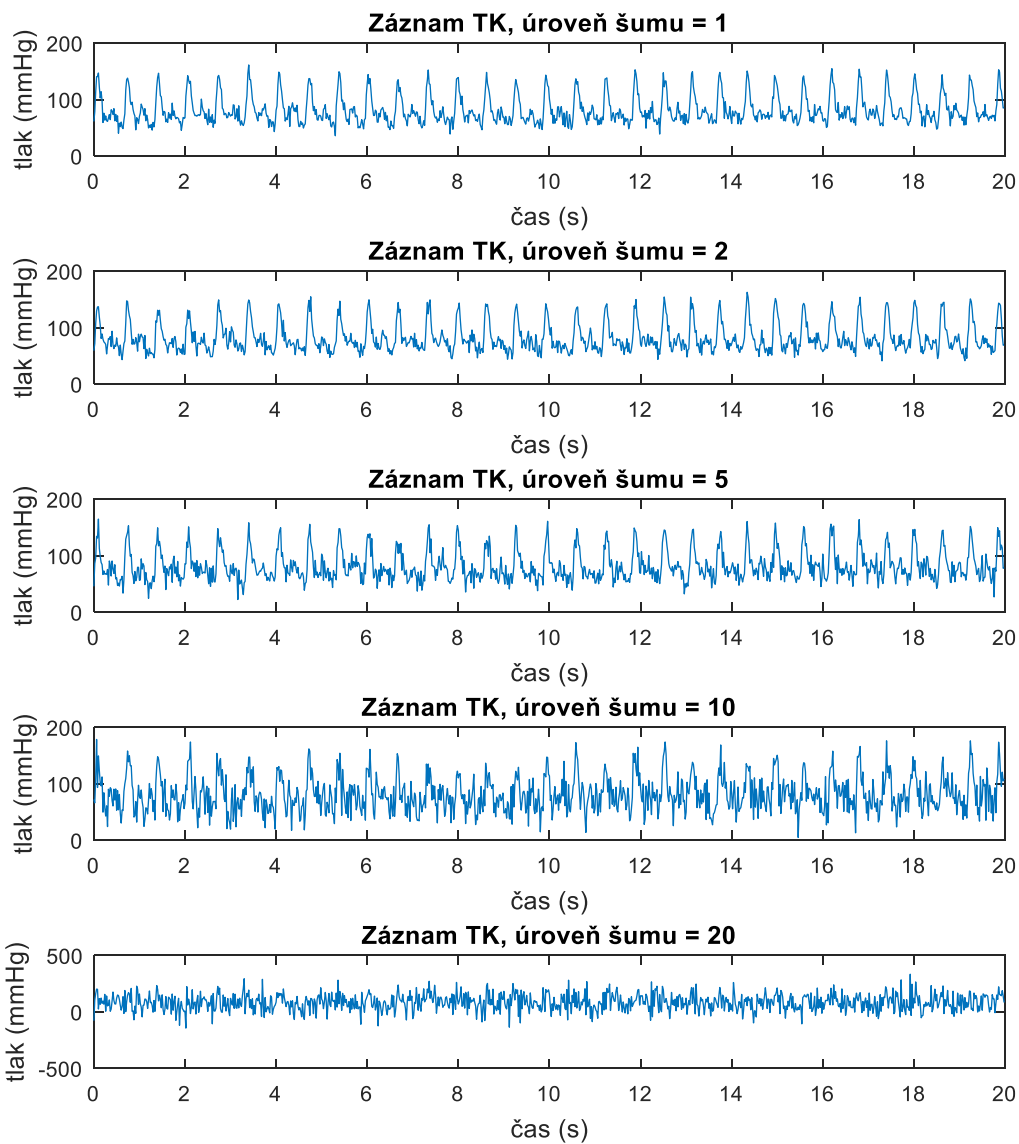 Záznam TK, úroveň šumu = 1
tlak (mmHg)
200
100
0
0 2 4 6 8 10 12 14 16 18 20
čas (s)
Záznam TK, úroveň šumu = 2
tlak (mmHg)
200
100
0
0 2 4 6 8 10 12 14 16 18 20
čas (s)
Záznam TK, úroveň šumu = 5
tlak (mmHg)
200
100
0
0 2 4 6 8 10 12 14 16 18 20
čas (s)
Záznam TK, úroveň šumu = 10
tlak (mmHg)
200
100
0
0 2 4 6 8 10 12 14 16 18 20
čas (s)
Záznam TK, úroveň šumu = 20
tlak (mmHg)
500
0
-500
0 2 4 6 8 10 12 14 16 18 20
čas (s)